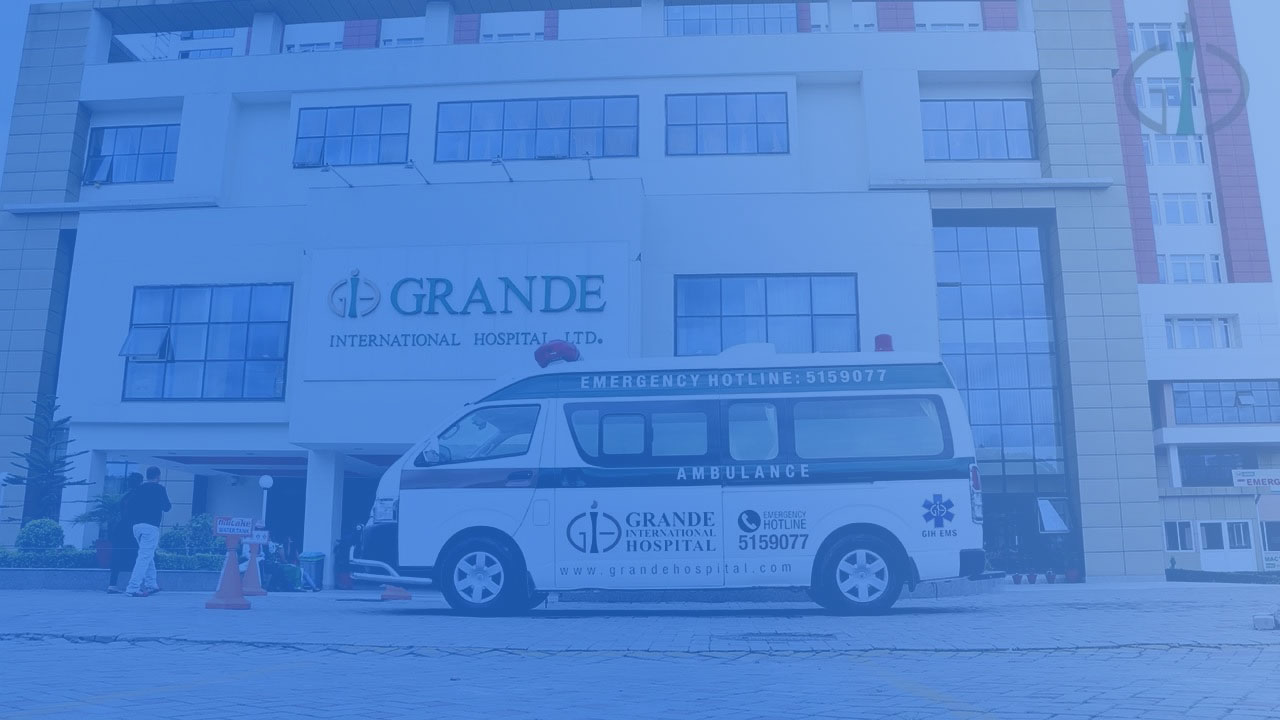 GRANDE
INTERNATIONAL HOSPITAL LTD.
EMERGENCY HOTLINE: 5159077
AMBULANCE
GRANDE
INTERNATIONAL
HOSPITAL
EMERGENCY
HOTLINE
5159077
GIH EMS
www.grandehospital.com
EMERG